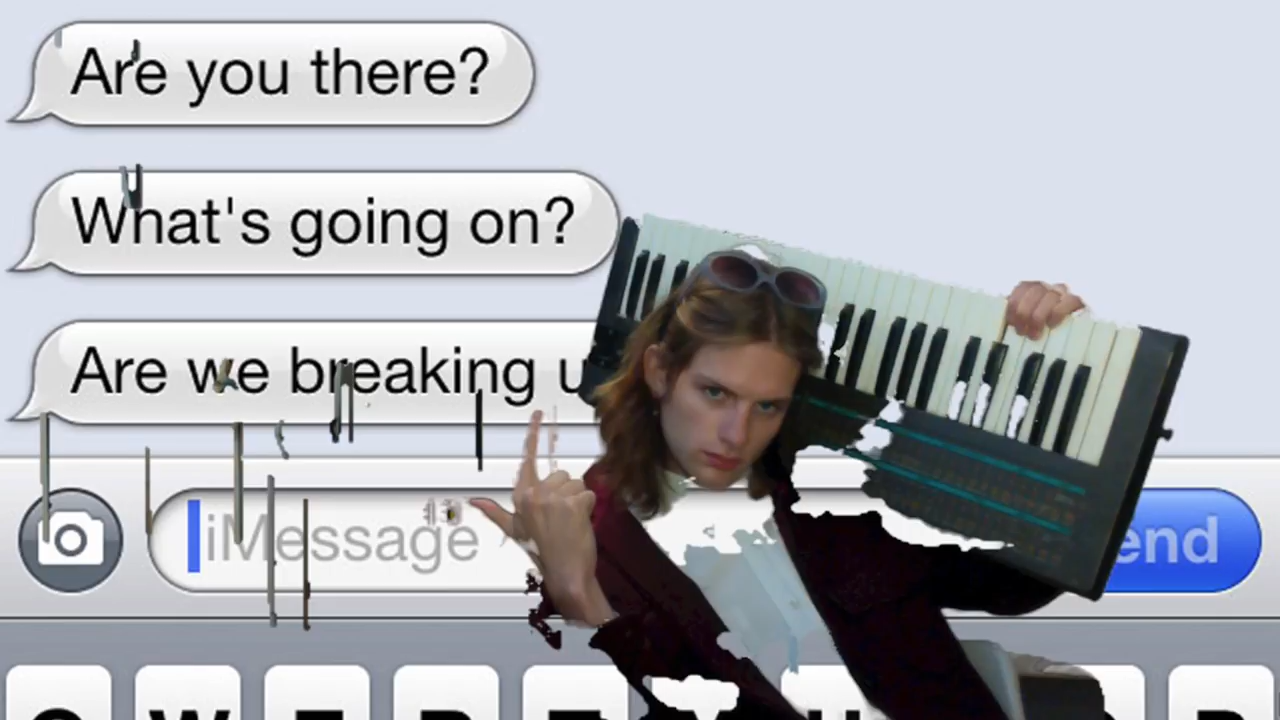 Are you there?
What's going on?
Are we breaking u
iMessage
end